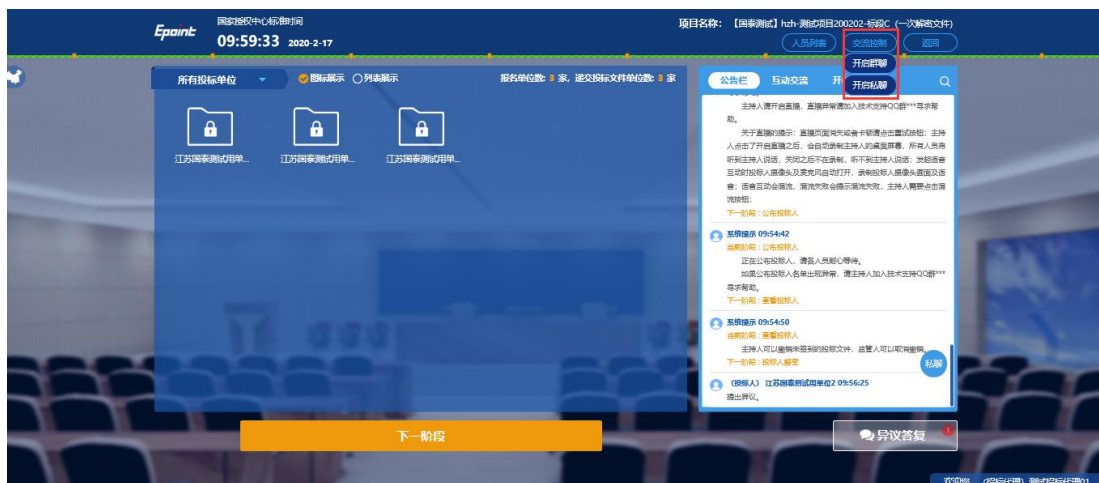 Epoint
国家授权中心标准时间
09:59:33 2020-2-17
项目名称: 【国泰测试】hzh-测试项目200202-标段C (一次解密文件)
人员列表
交流控制
返回
开启群聊
开启私聊
所有投标单位
图标展示
列表展示
报名单位数: 3 家, 递交投标文件单位数: 3 家
江苏国泰测试用单...
江苏国泰测试用单...
江苏国泰测试用单...
公告栏
互动交流
开
主持人请开启直播, 直播异常请加入技术支持QQ群***寻求帮
助。
关于直播的提示: 直播页面消失或者卡顿请点击重试按钮; 主持
人点击了开启直播之后, 会自动录制主持人的桌面屏幕, 所有人员将
听到主持人说话, 关闭之后不在录制, 听不到主持人说话; 发起语音
互动时投标人摄像头及麦克风自动打开, 录制投标人摄像头画面及语
音; 语音互动会混流, 混流失败会提示混流失败, 主持人需要点击混
流按钮;
下一阶段 : 公布投标人
系统提示 09:54:42
当前阶段 : 公布投标人
正在公布投标人, 请各人员耐心等待。
如果公布投标人名单出现异常, 请主持人加入技术支持QQ群***
寻求帮助。
下一阶段 : 查看投标人
系统提示 09:54:50
当前阶段 : 查看投标人
主持人可以撤销未签到的投标文件, 监管人可以取消撤销。
下一阶段 : 投标人解密
私聊
(投标人) 江苏国泰测试用单位2 09:56:25
提出异议。
下一阶段
异议答复
1
欢迎您, (招标代理) 测试招标代理01